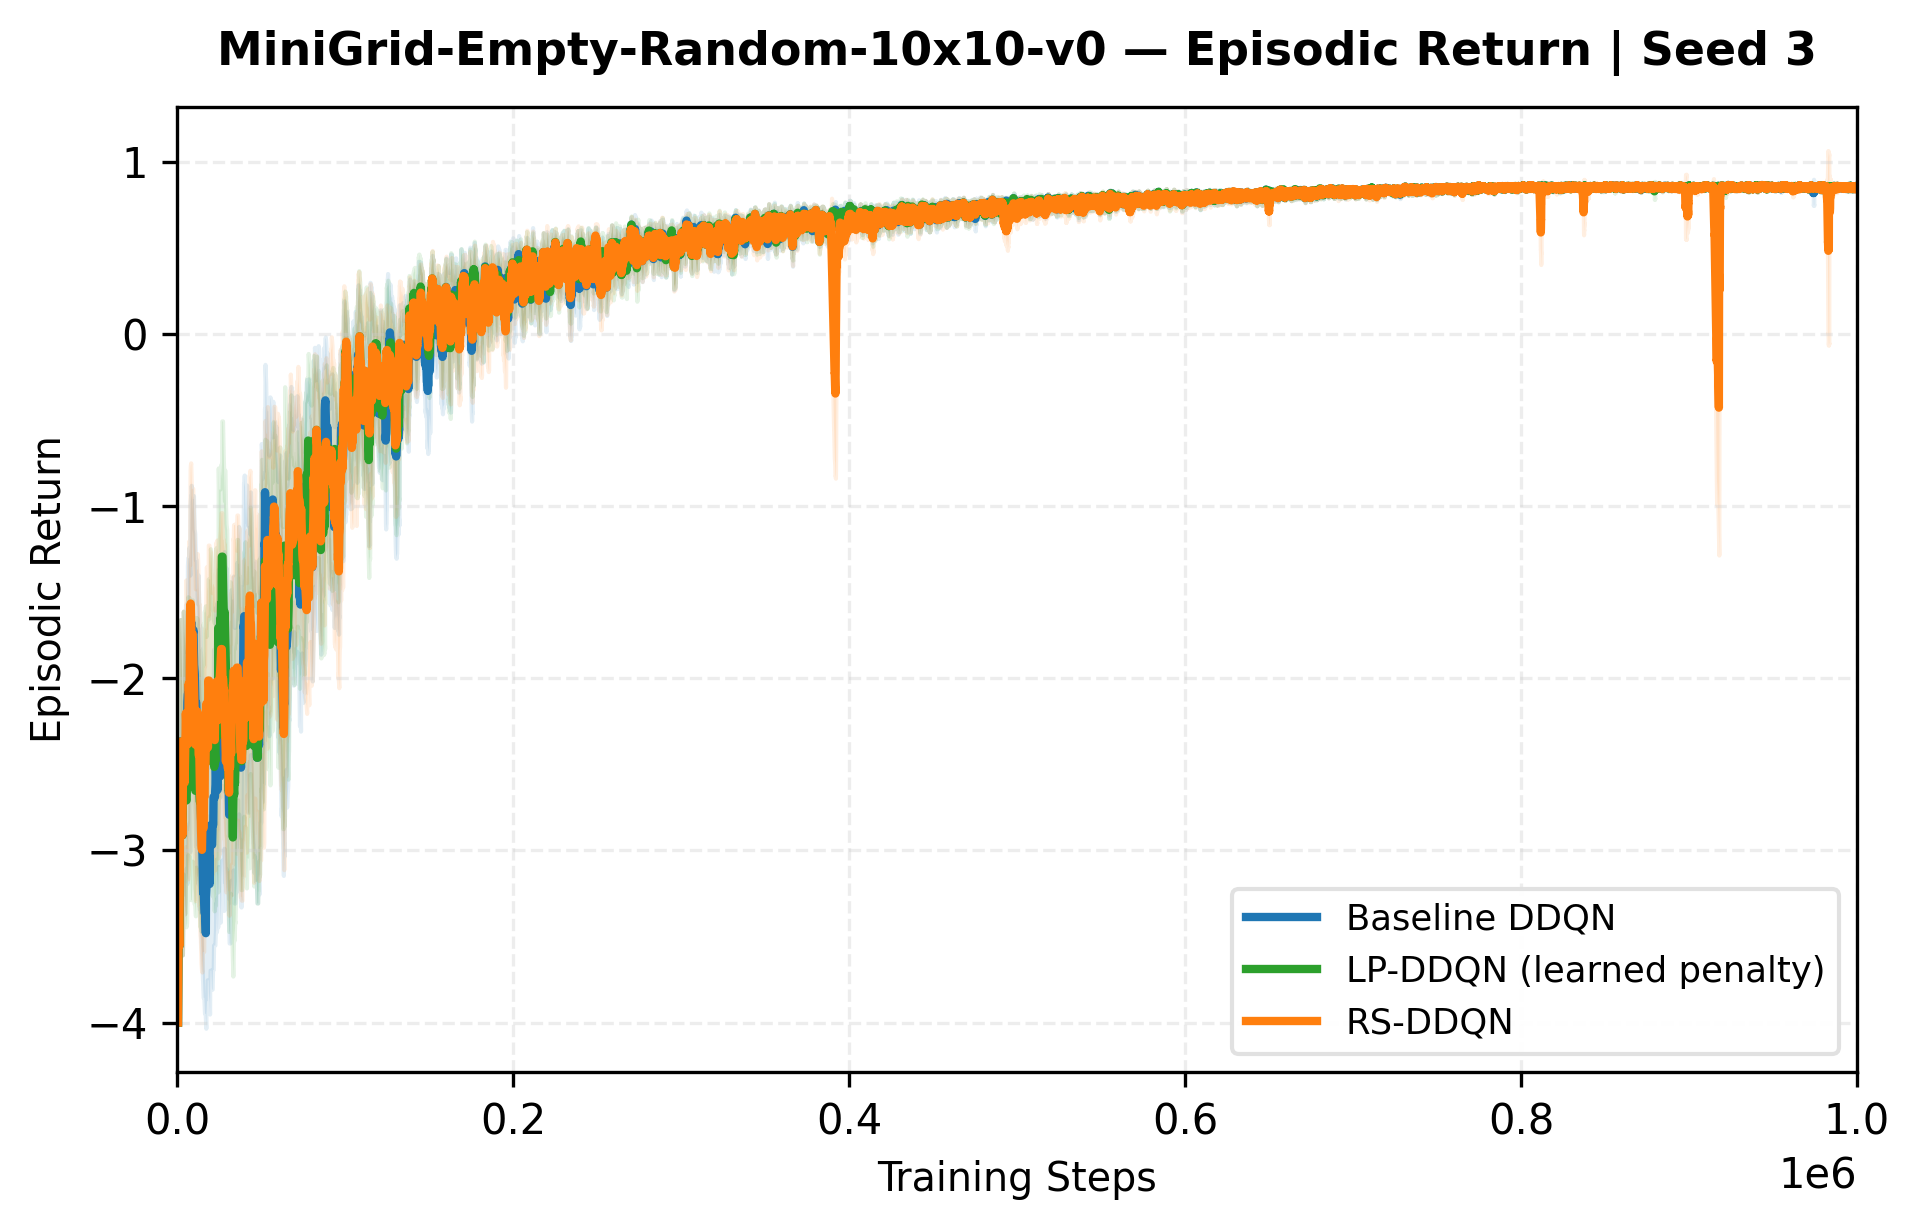 MiniGrid-Empty-Random-10x10-v0 — Episodic Return | Seed 3
1
0
−1
−2
−3
−4
Episodic Return
Baseline DDQN
LP-DDQN (learned penalty)
RS-DDQN
0.0 0.2 0.4 0.6 0.8 1.0
1e6
Training Steps